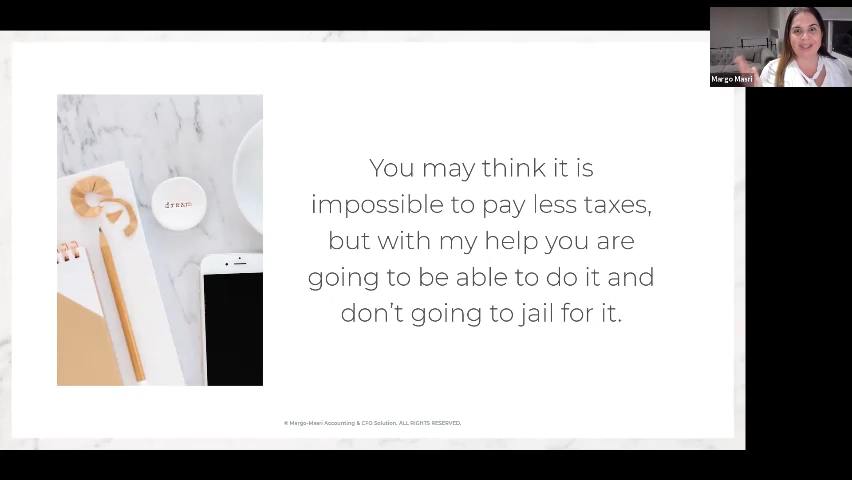 Margo Masri
dream
You may think it is
impossible to pay less taxes,
but with my help you are
going to be able to do it and
don't going to jail for it.
© Margo-Masri Accounting & CFO Solution. ALL RIGHTS RESERVED.